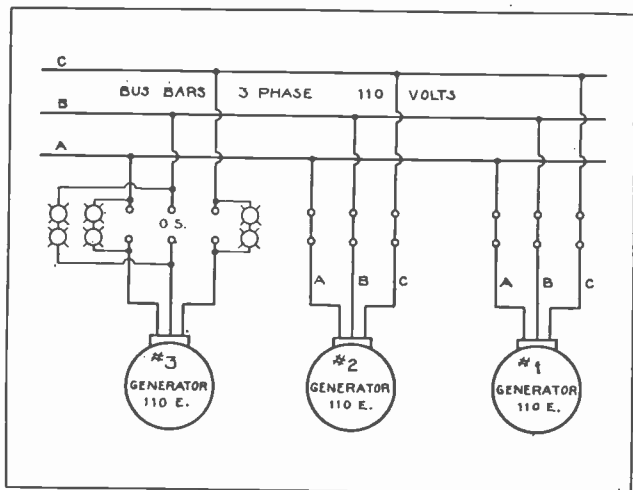 C
BUS BARS 3 PHASE 110 VOLTS
B
A
O.S.
A B C
A B C
#3
GENERATOR
110 E.
#2
GENERATOR
110 E.
#1
GENERATOR
110 E.